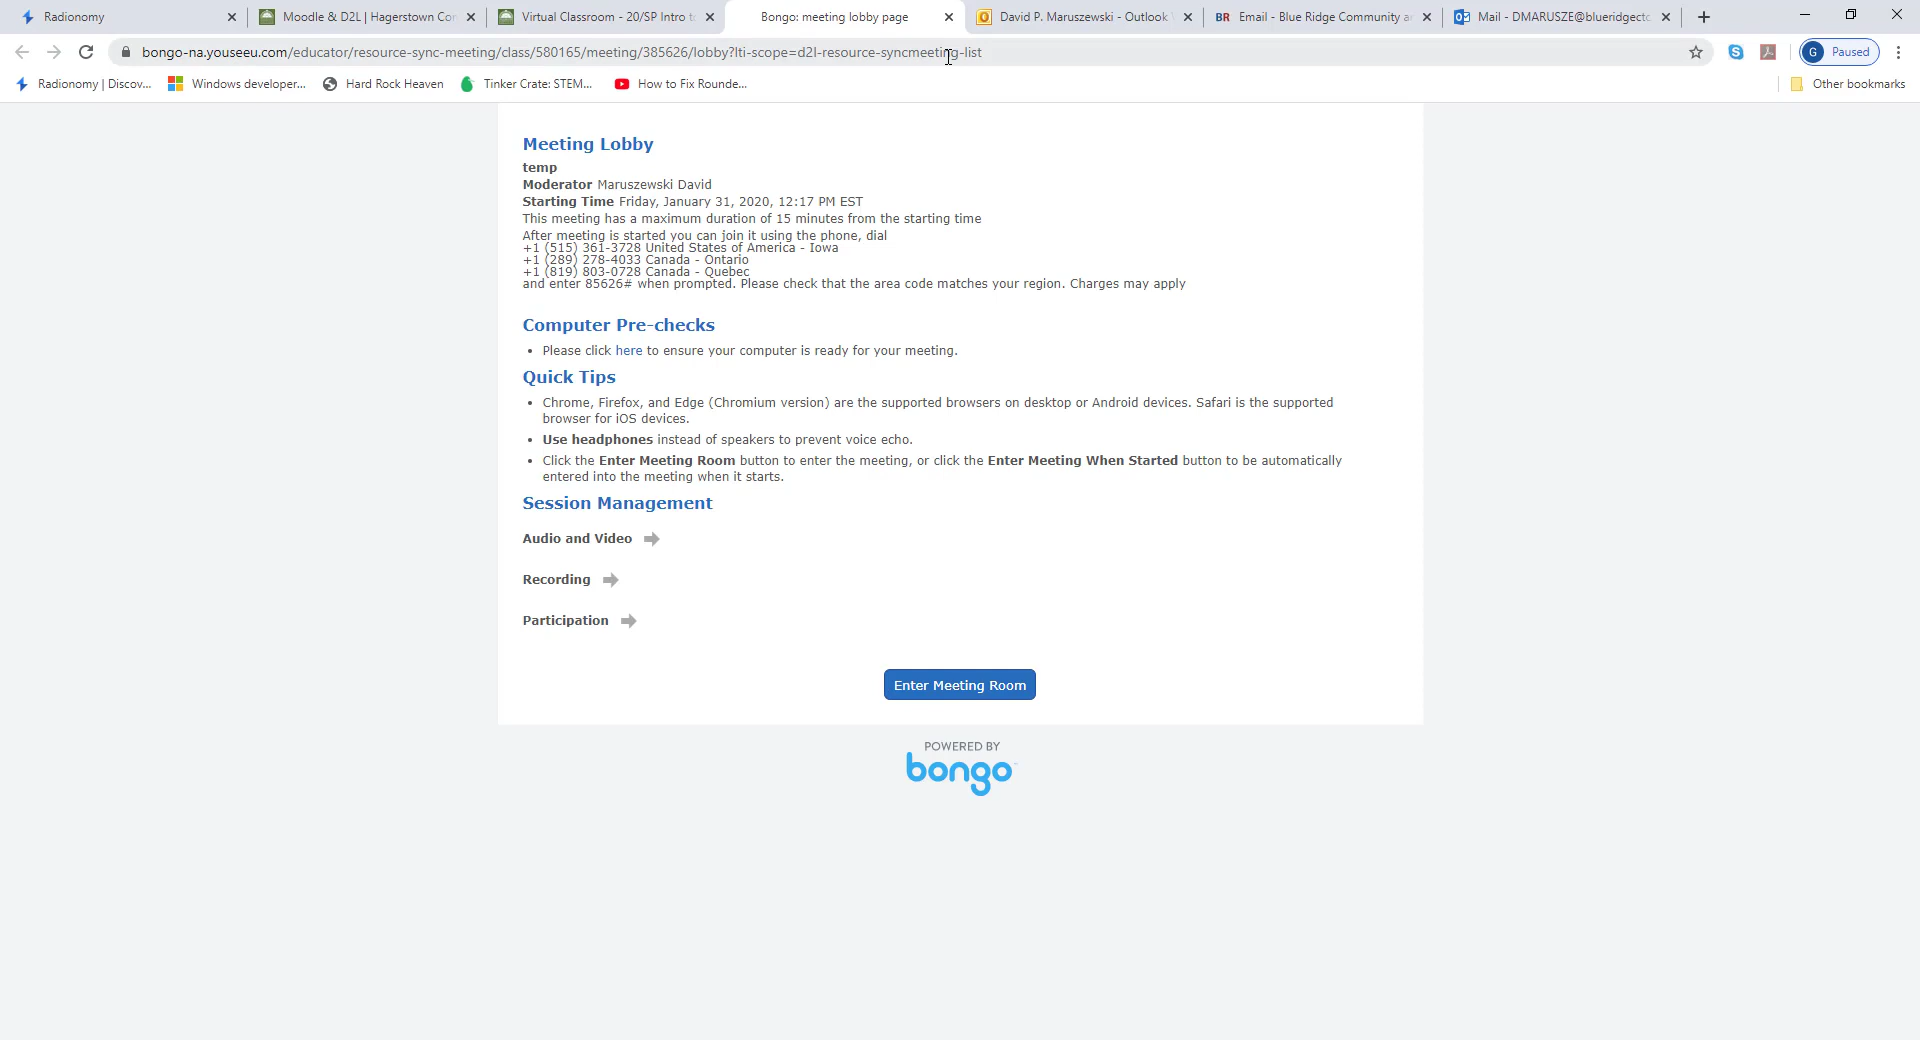 Radionomy
Moodle & D2L | Hagerstown Con
Virtual Classroom - 20/SP Intro to
Bongo: meeting lobby page
David P. Maruszewski - Outlook
BR Email - Blue Ridge Community a
Mail - DMARUSZE@blueridgectc
bongo-na.youseeu.com/educator/resource-sync-meeting/class/580165/meeting/385626/lobby?lti-scope=d2l-resource-syncmeeting-list
G Paused
Radionomy | Discov...
Windows developer...
Hard Rock Heaven
Tinker Crate: STEM...
How to Fix Rounde...
Other bookmarks
Meeting Lobby
temp
Moderator Maruszewski David
Starting Time Friday, January 31, 2020, 12:17 PM EST
This meeting has a maximum duration of 15 minutes from the starting time
After meeting is started you can join it using the phone, dial
+1 (515) 361-3728 United States of America - Iowa
+1 (289) 278-4033 Canada - Ontario
+1 (819) 803-0728 Canada - Quebec
and enter 85626# when prompted. Please check that the area code matches your region. Charges may apply
Computer Pre-checks
• Please click here to ensure your computer is ready for your meeting.
Quick Tips
• Chrome, Firefox, and Edge (Chromium version) are the supported browsers on desktop or Android devices. Safari is the supported
browser for iOS devices.
• Use headphones instead of speakers to prevent voice echo.
• Click the Enter Meeting Room button to enter the meeting, or click the Enter Meeting When Started button to be automatically
entered into the meeting when it starts.
Session Management
Audio and Video
Recording
Participation
Enter Meeting Room
POWERED BY
bongo